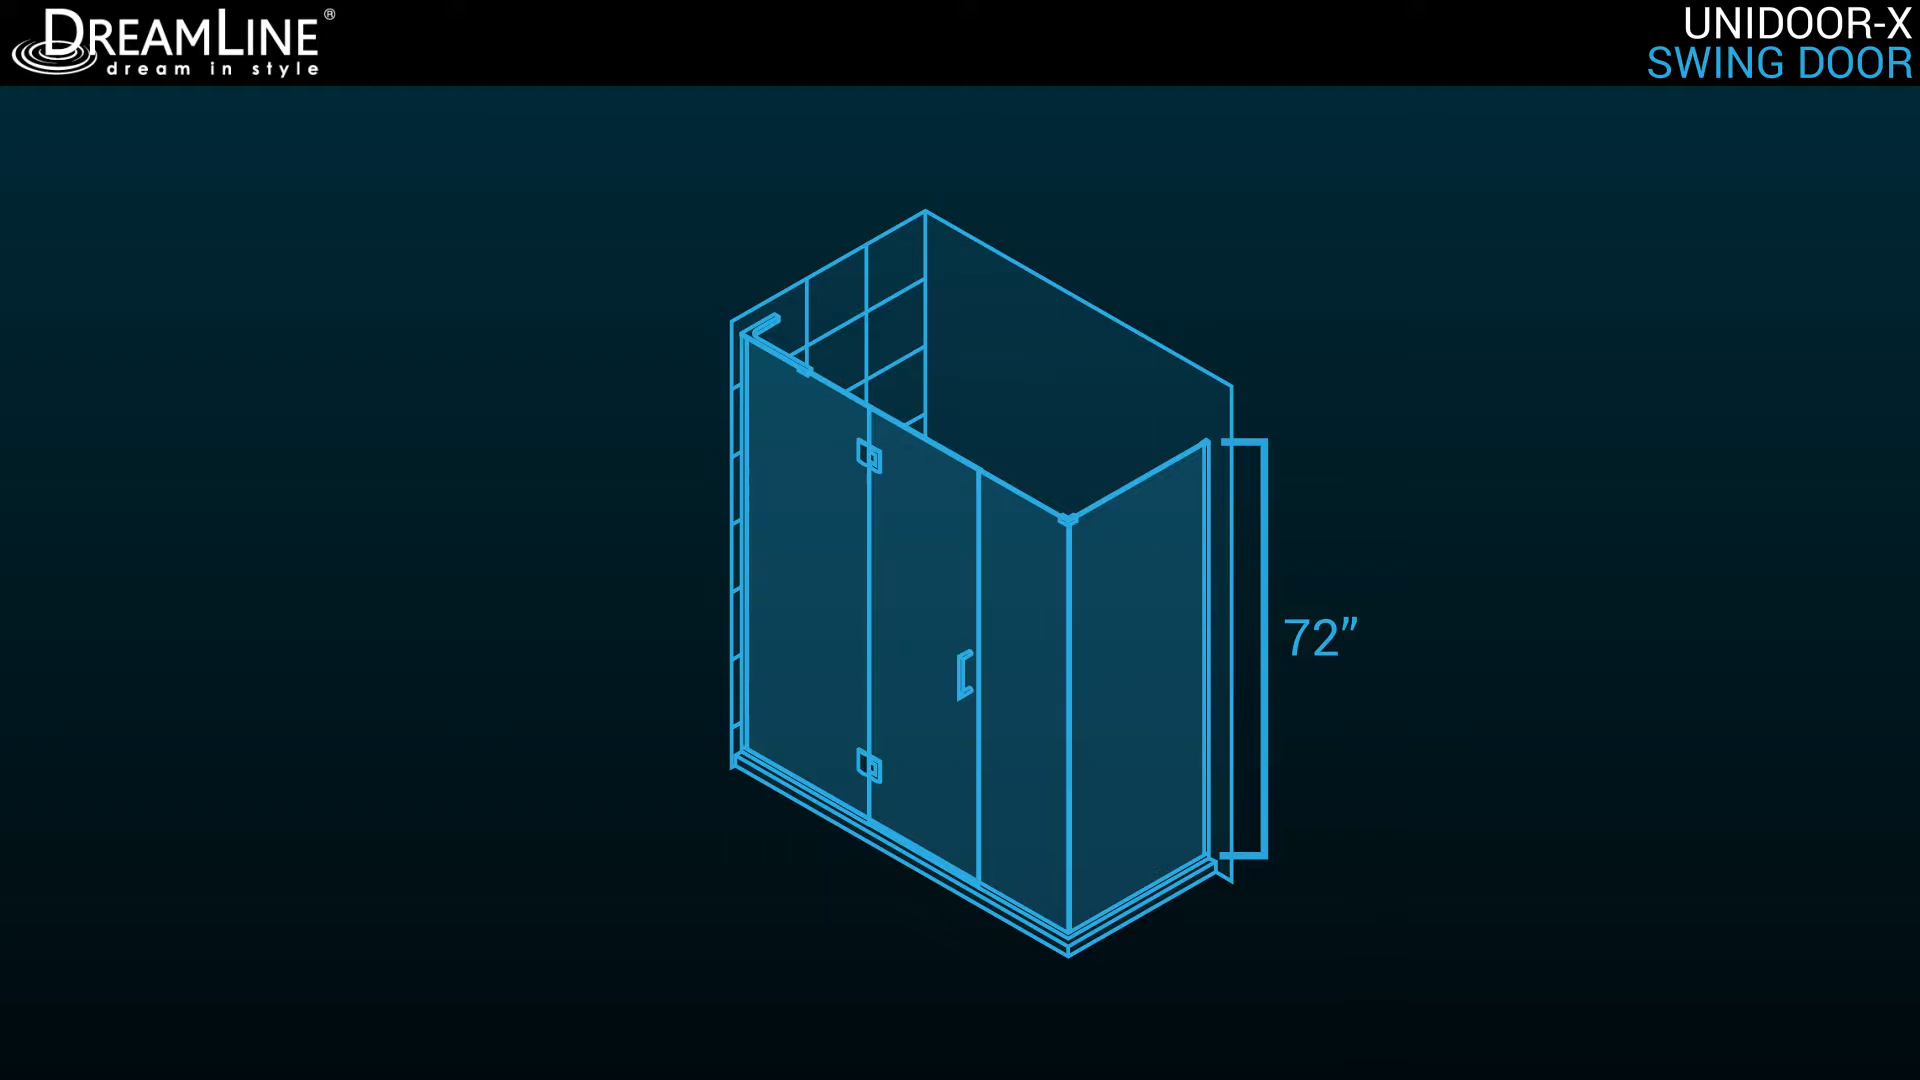 DREAMLINE®
dream in style
UNIDOOR-X
SWING DOOR
72”